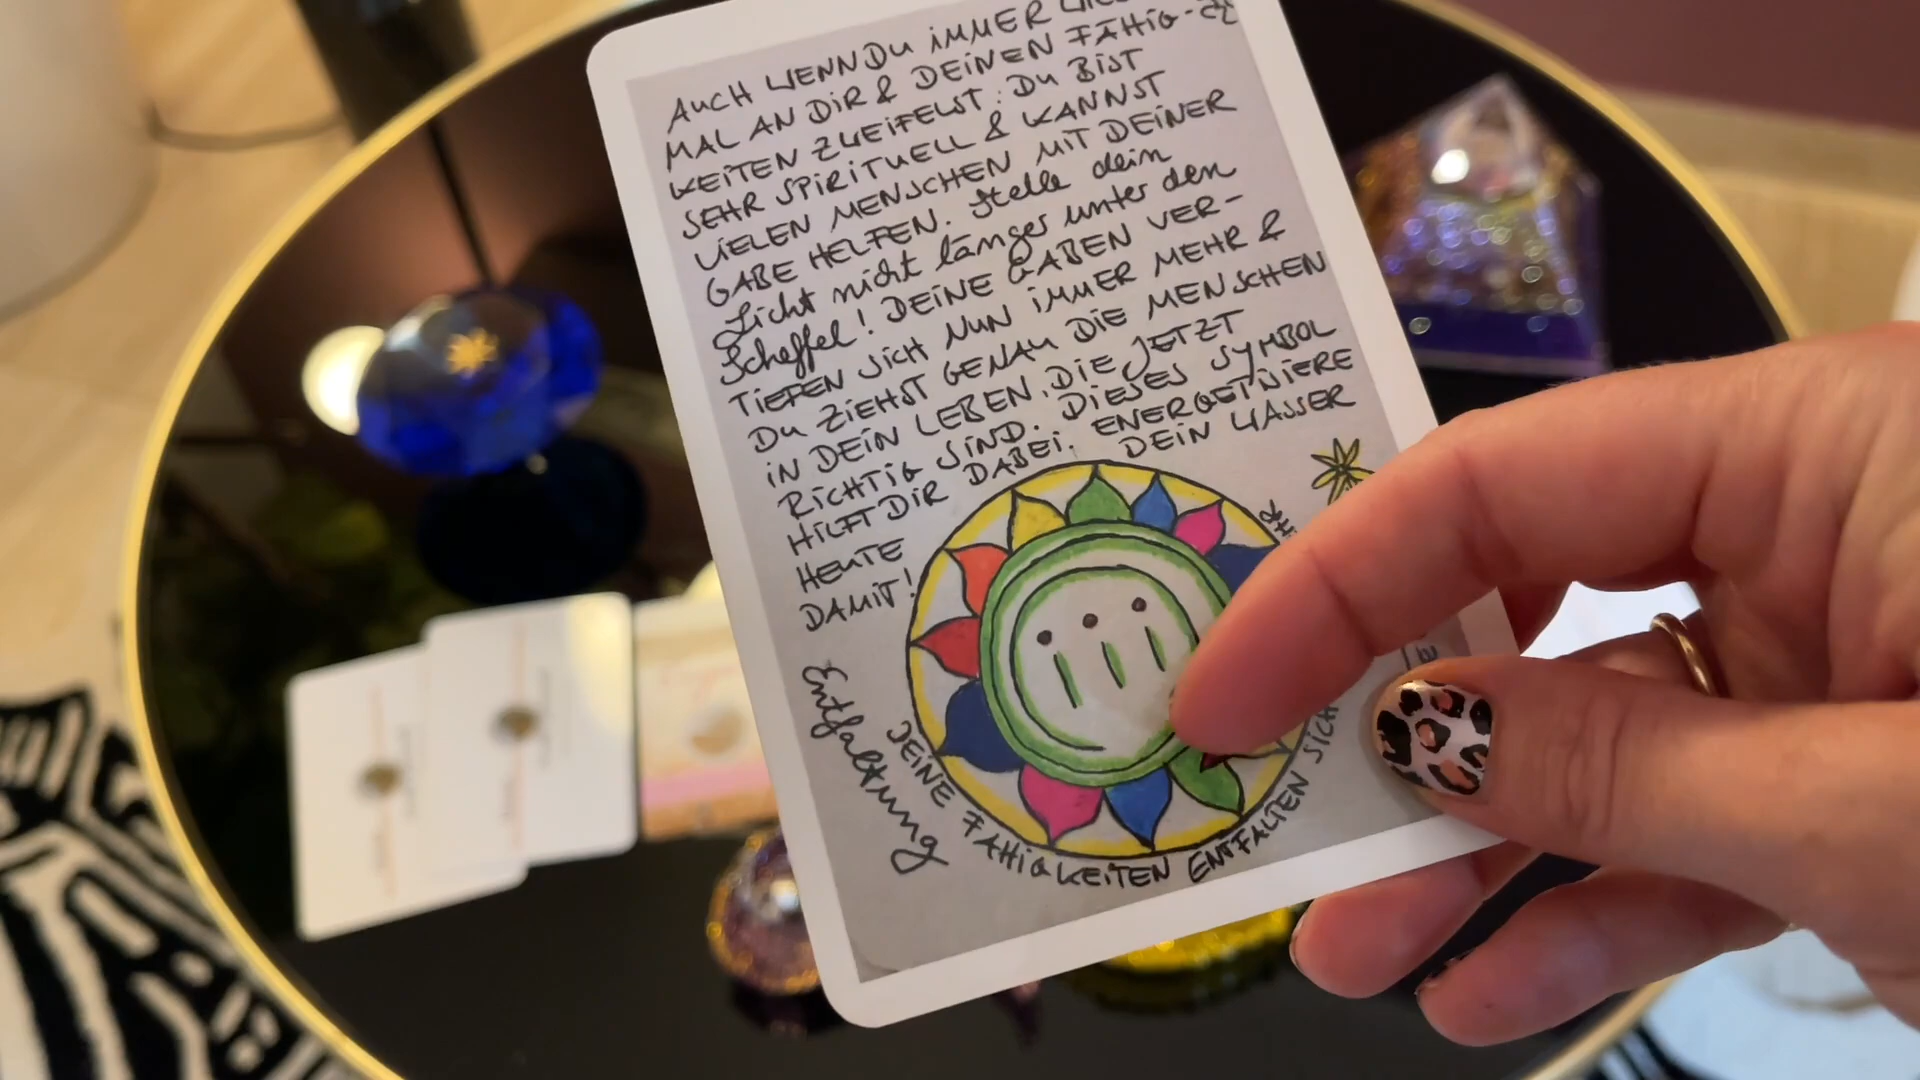 AUCH WENN DU IMMER
MAL AN DIR & DEINEN FÄHIG-
KEITEN ZWEIFELST: DU BIST
SEHR SPIRITUELL & KANNST
VIELEN MENSCHEN MIT DEINER
GABE HELFEN. Stelle dein
Licht nicht länger unter den
Scheffel! DEINE GABEN VER-
TIEFEN SICH NUN IMMER MEHR &
DU ZIEHST GENAU DIE MENSCHEN
IN DEIN LEBEN, DIE JETZT
RICHTIG SIND. DIESES SYMBOL
HILFT DIR DABEI. ENERGETISIERE
HEUTE DEIN WASSER
DAMIT!
Entfaltung
DEINE FÄHIGKEITEN ENTFALTEN SICH